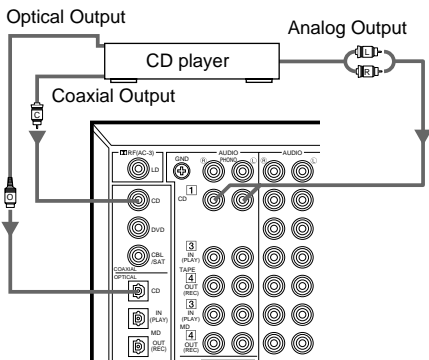 Optical Output
Analog Output
CD player
L
R
Coaxial Output
C
O
RF(AC-3)
LD
GND
AUDIO
R PHONO L
AUDIO
R L
1
CD
CD
DVD
CBL
/SAT
COAXIAL
3
IN
(PLAY)
TAPE
4
OUT
(REC)
OPTICAL
CD
IN
(PLAY)
MD
OUT
(REC)
3
IN
(PLAY)
MD
4
OUT
(REC)